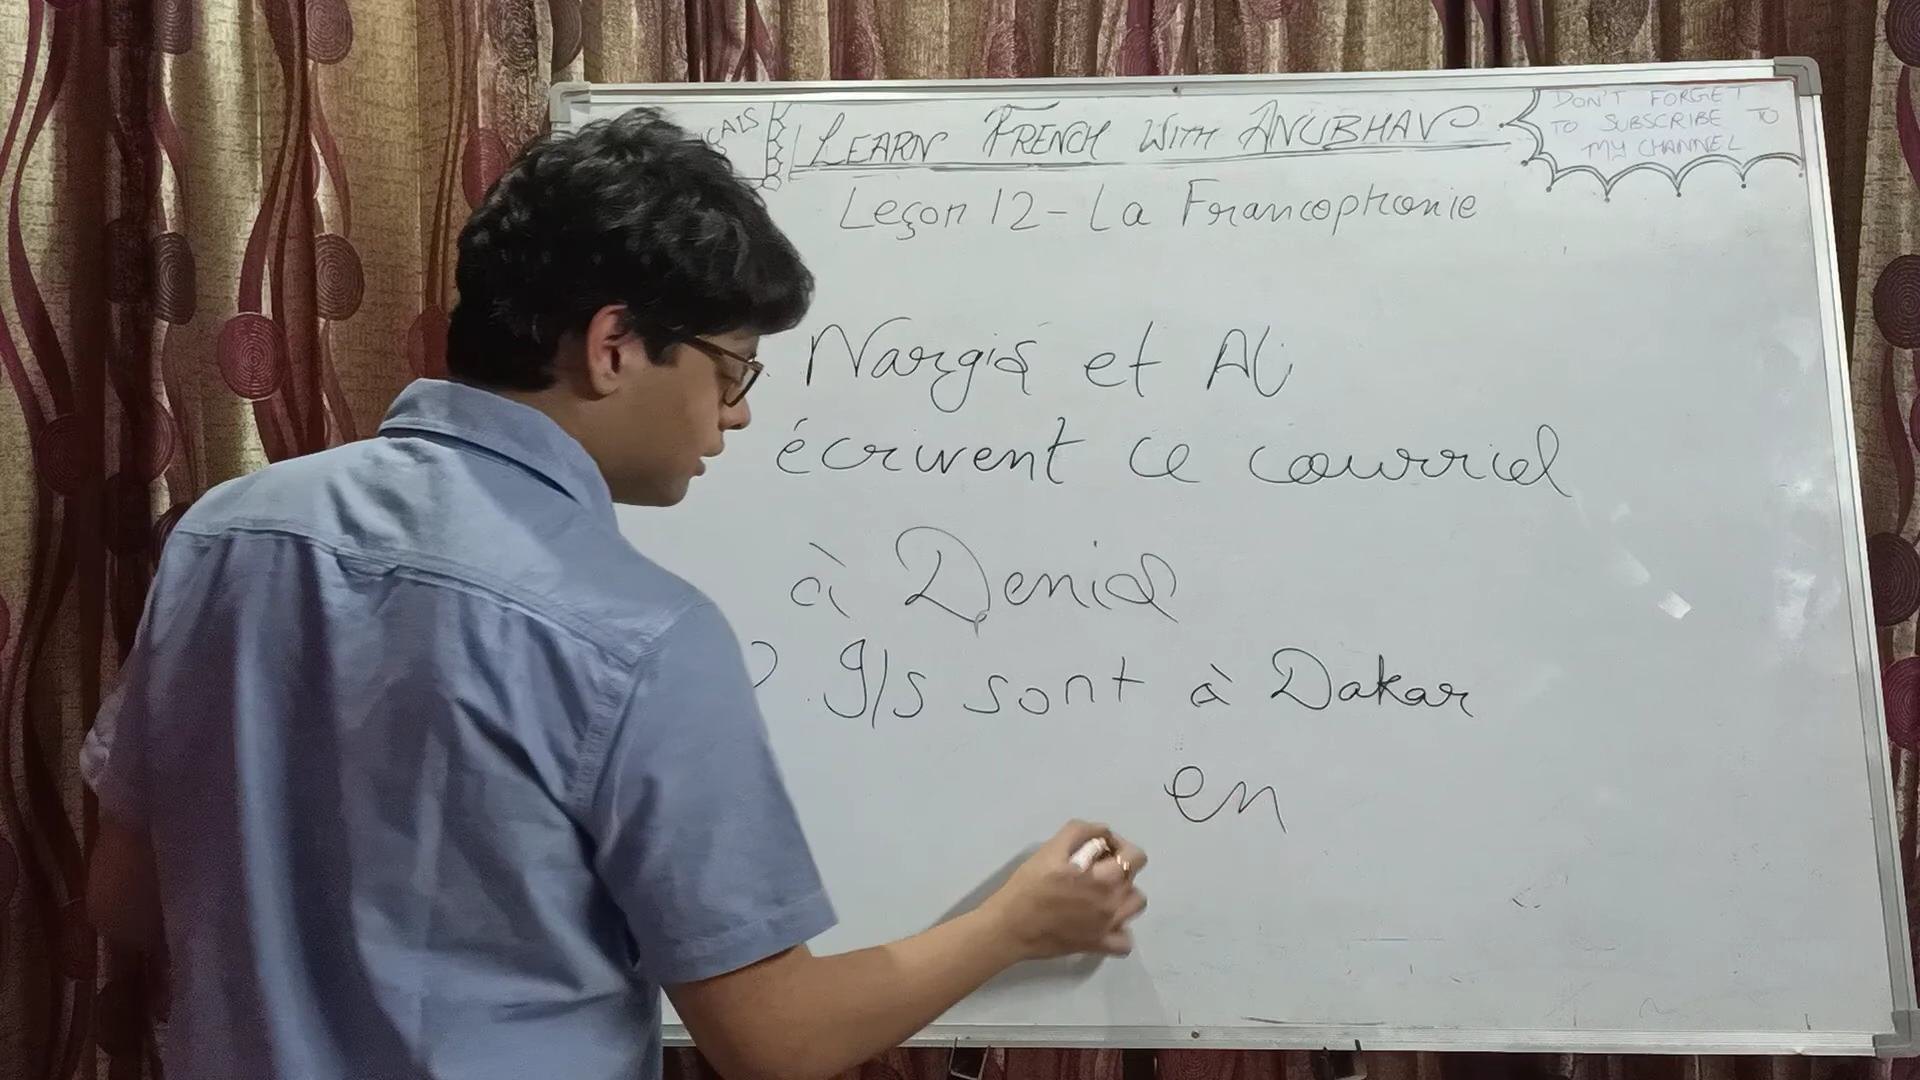 LEARN FRENCH WITH ANUBHAV
DON'T FORGET
TO SUBSCRIBE TO
MY CHANNEL
Leçon 12 - La Francophonie
Nargis et Ali
écrivent ce courriel
à Denis
Ils sont à Dakar
en